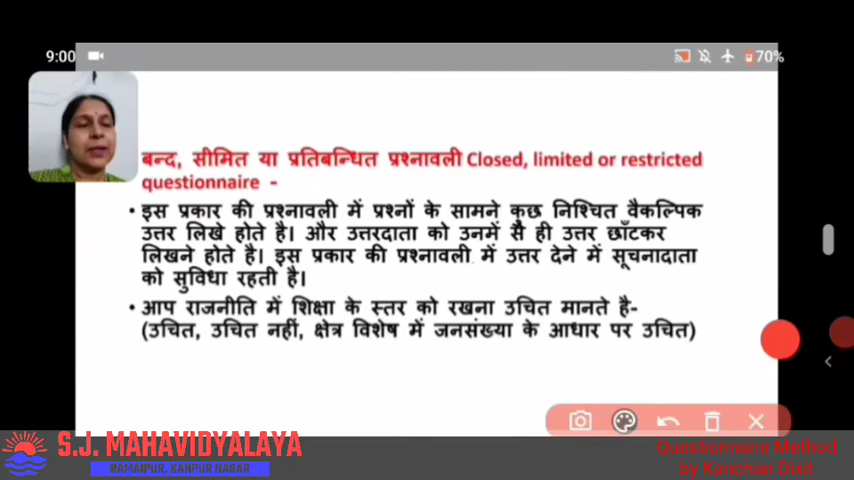 9:00
70%
बन्द, सीमित या प्रतिबन्धित प्रश्नावली Closed, limited or restricted
questionnaire -
• इस प्रकार की प्रश्नावली में प्रश्नों के सामने कुछ निश्चित वैकल्पिक
उत्तर लिखे होते है। और उत्तरदाता को उनमें से ही उत्तर छाँटकर
लिखने होते है। इस प्रकार की प्रश्नावली में उत्तर देने में सूचनादाता
को सुविधा रहती है।
• आप राजनीति में शिक्षा के स्तर को रखना उचित मानते है-
(उचित, उचित नहीं, क्षेत्र विशेष में जनसंख्या के आधार पर उचित)
S.J. MAHAVIDYALAYA
RAMAIPUR, KANPUR NAGAR
Questionnaire Method
by Kanchan Dixit